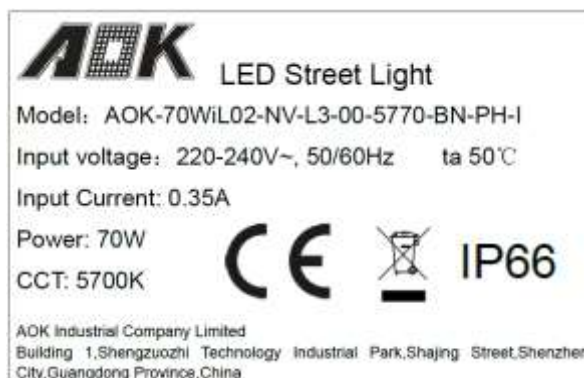 AOK LED Street Light
Model: AOK-70WiL02-NV-L3-00-5770-BN-PH-I
Input voltage: 220-240V~, 50/60Hz ta 50℃
Input Current: 0.35A
Power: 70W
CCT: 5700K
CE IP66
AOK Industrial Company Limited
Building 1,Shengzuozhi Technology Industrial Park,Shajing Street,Shenzhen
City,Guangdong Province,China